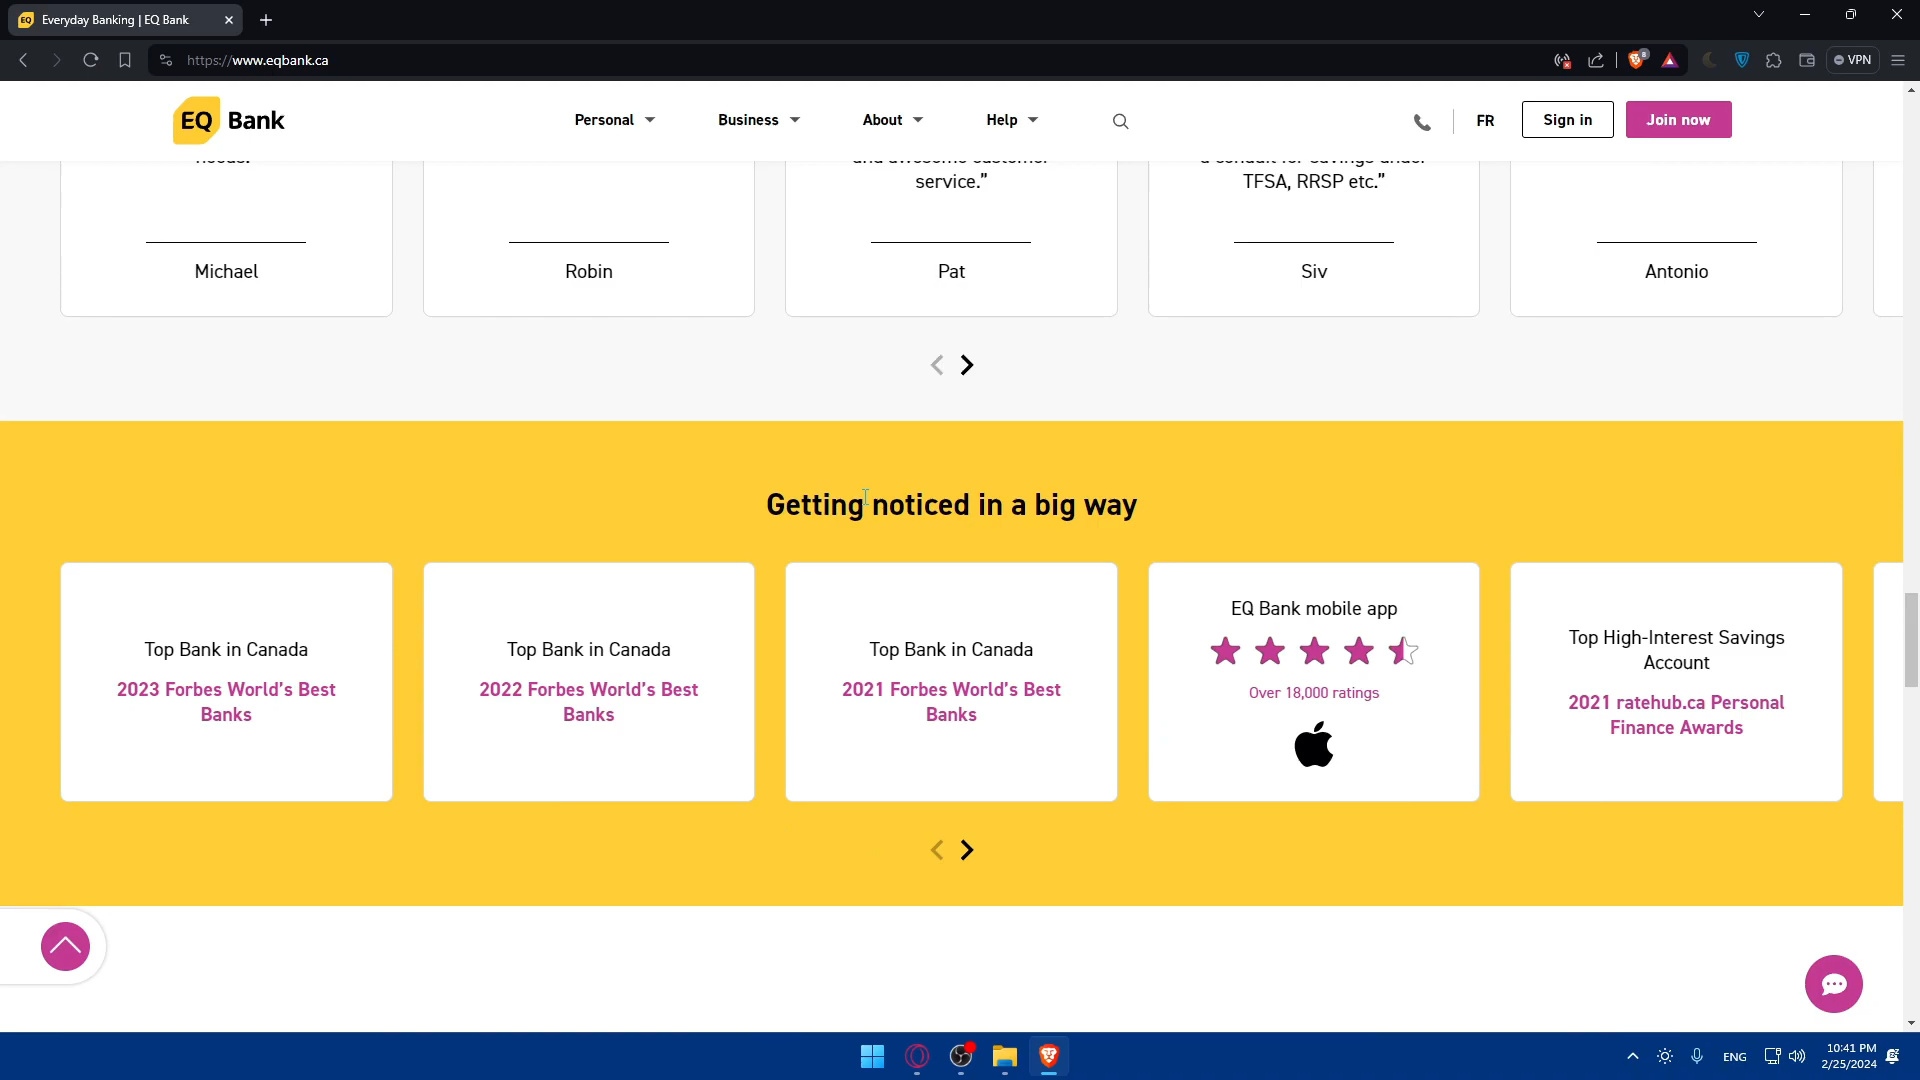 Everyday Banking | EQ Bank
https://www.eqbank.ca
VPN
EQ Bank
Personal
Business
About
Help
FR
Sign in
Join now
service.”
TFSA, RRSP etc.”
Michael
Robin
Pat
Siv
Antonio
Getting noticed in a big way
Top Bank in Canada
2023 Forbes World’s Best
Banks
Top Bank in Canada
2022 Forbes World’s Best
Banks
Top Bank in Canada
2021 Forbes World’s Best
Banks
EQ Bank mobile app
Over 18,000 ratings
Top High-Interest Savings
Account
2021 ratehub.ca Personal
Finance Awards
ENG
10:41 PM
2/25/2024